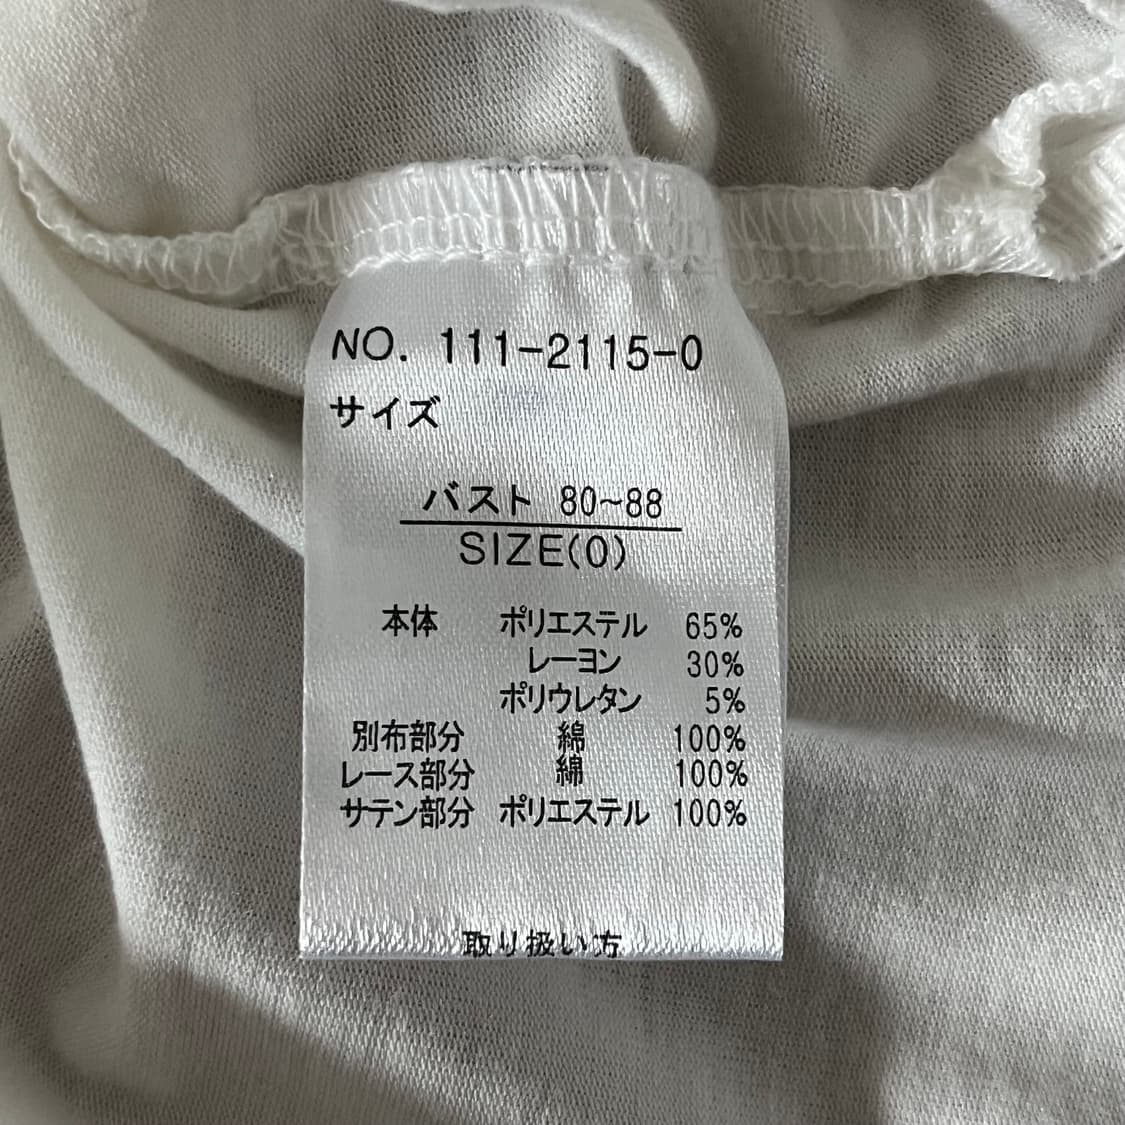 NO. 111-2115-0
サイズ
バスト 80~88
SIZE(0)
本体 ポリエステル 65%
レーヨン 30%
ポリウレタン 5%
別布部分 綿 100%
レース部分 綿 100%
サテン部分 ポリエステル 100%
取り扱い方